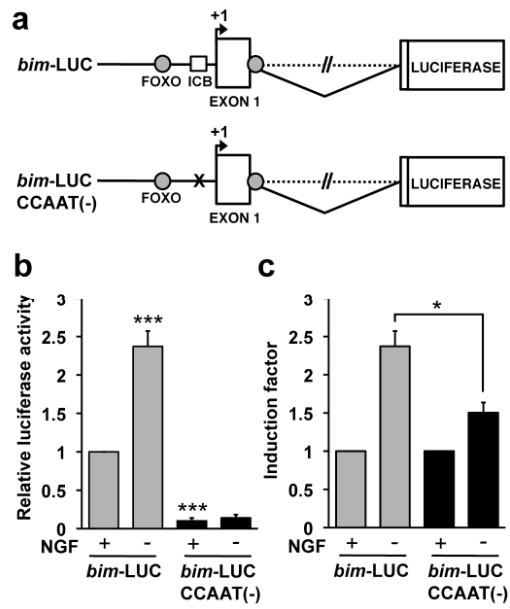 a
+1
bim-LUC
FOXO ICB
LUCIFERASE
EXON 1
+1
bim-LUC
CCAAT(-)
FOXO
X
LUCIFERASE
EXON 1
b
Relative luciferase activity
3
2.5
2
1.5
1
0.5
0
***
***
NGF + - + -
bim-LUC bim-LUC
CCAAT(-)
c
Induction factor
3
2.5
2
1.5
1
0.5
0
*
NGF + - + -
bim-LUC bim-LUC
CCAAT(-)